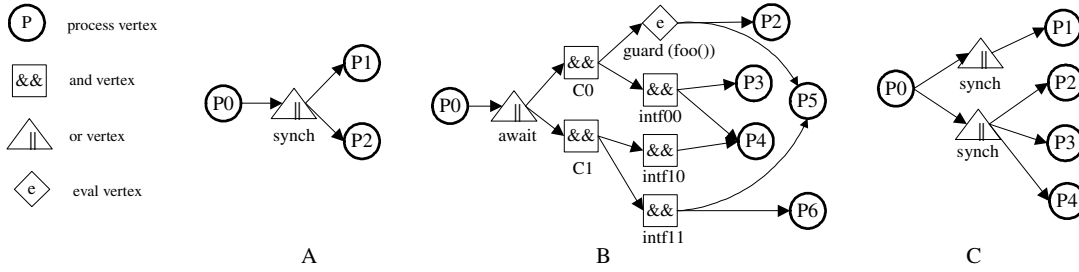 P process vertex
&& and vertex
|| or vertex
e eval vertex
P0 synch P1 P2
A
P0 await
&& C0
&& C1
e guard (foo())
&& intf00
&& intf10
&& intf11
P2
P3
P5
P4
P6
B
P0
synch
synch
P1
P2
P3
P4
C